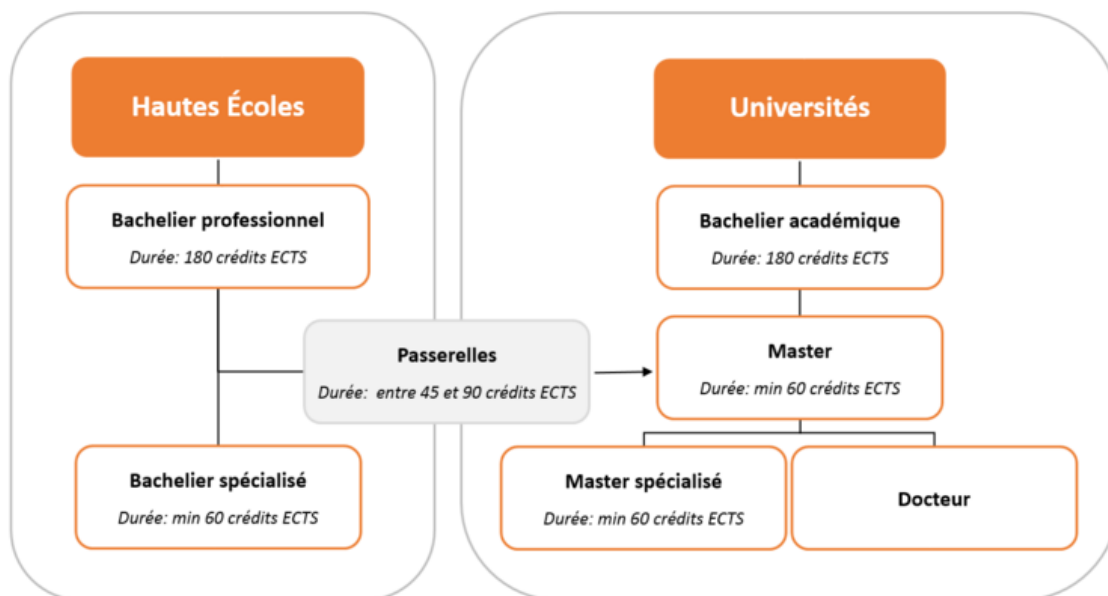 Hautes Écoles
Bachelier professionnel
Durée: 180 crédits ECTS
Passerelles
Durée:  entre 45 et 90 crédits ECTS
Bachelier spécialisé
Durée: min 60 crédits ECTS
Universités
Bachelier académique
Durée: 180 crédits ECTS
Master
Durée: min 60 crédits ECTS
Master spécialisé
Durée: min 60 crédits ECTS
Docteur